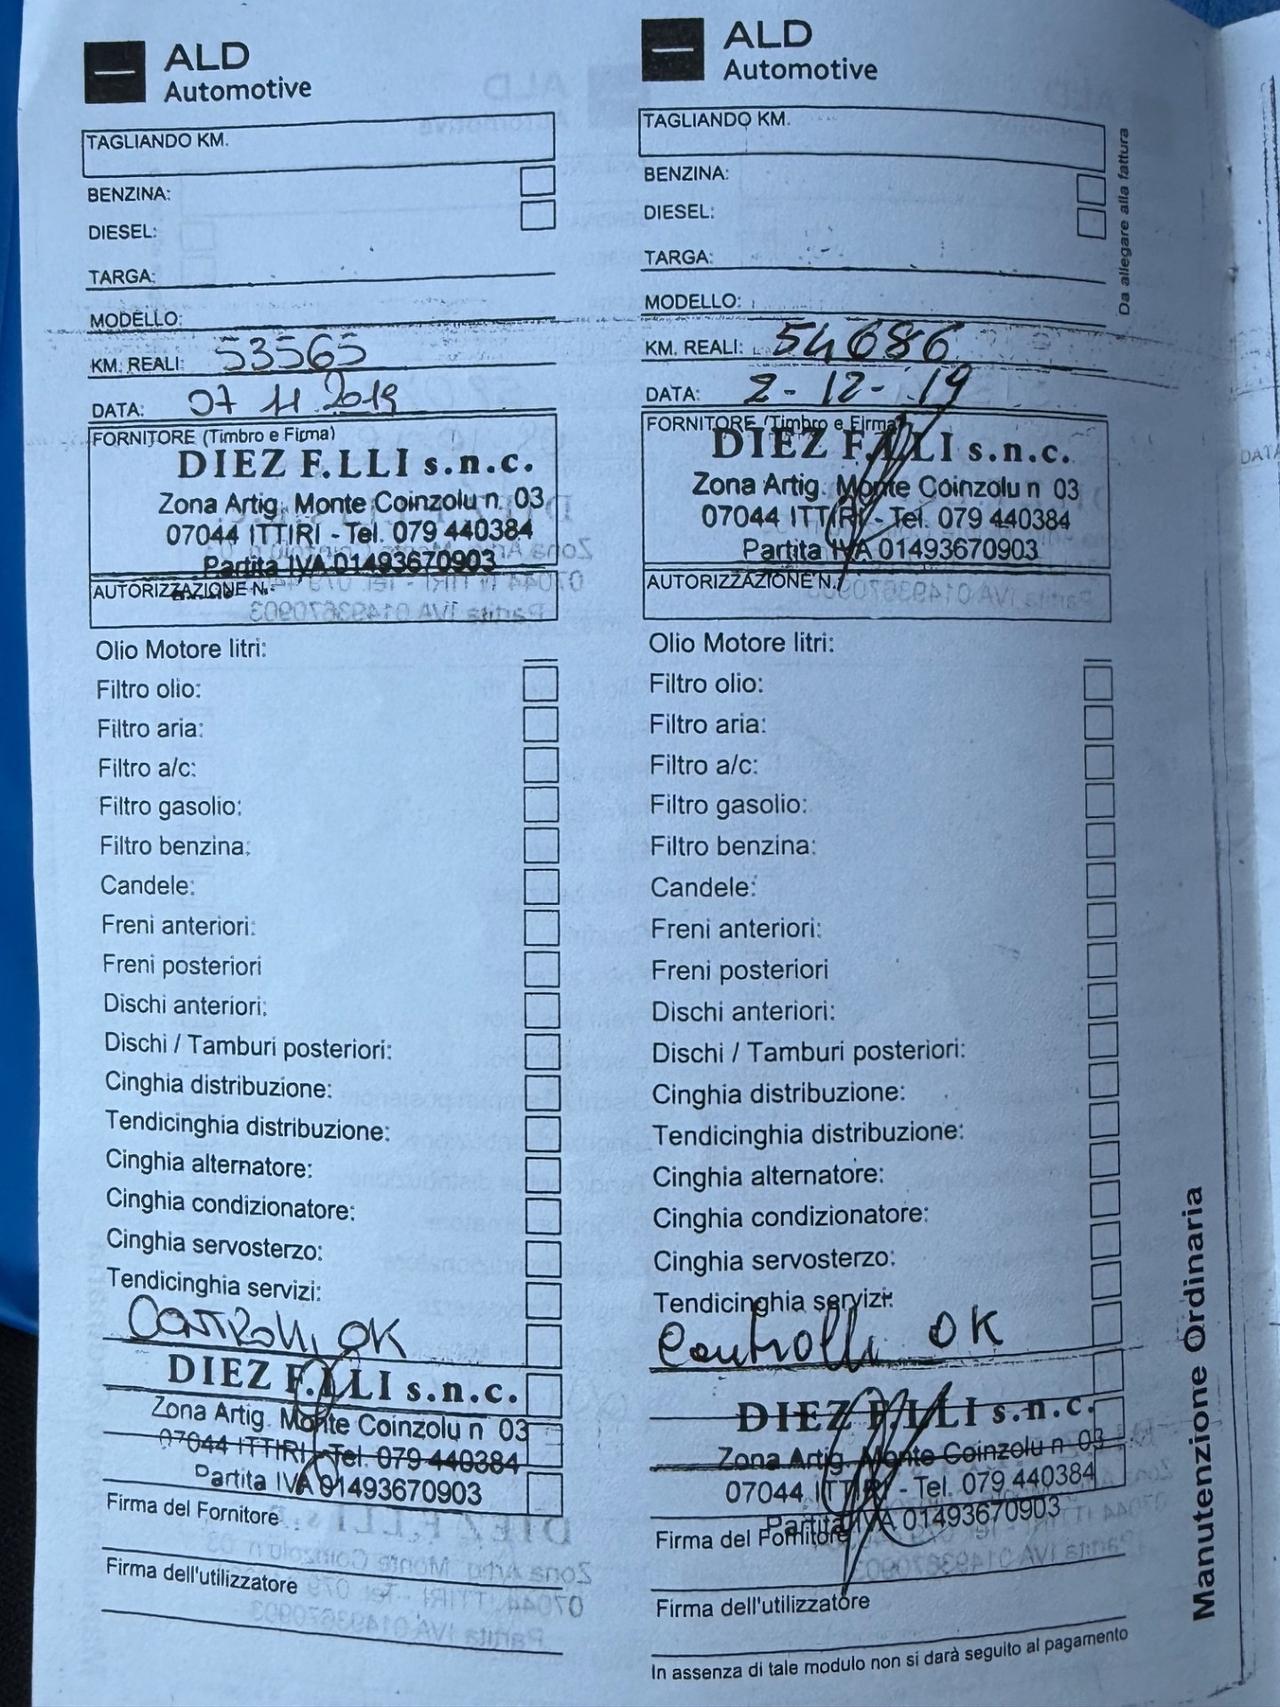 ALD
Automotive
TAGLIANDO KM.
BENZINA:
DIESEL:
TARGA:
MODELLO:
KM. REALI: 53565
DATA: 07 11 2019
FORNITORE (Timbro e Firma)
DIEZ F.LLI s.n.c.
Zona Artig. Monte Coinzolu n. 03
07044 ITTIRI - Tel. 079 440384
Partita IVA 01493670903
AUTORIZZAZIONE N.
Olio Motore litri:
Filtro olio:
Filtro aria:
Filtro a/c:
Filtro gasolio:
Filtro benzina:
Candele:
Freni anteriori:
Freni posteriori
Dischi anteriori:
Dischi / Tamburi posteriori:
Cinghia distribuzione:
Tendicinghia distribuzione:
Cinghia alternatore:
Cinghia condizionatore:
Cinghia servosterzo:
Tendicinghia servizi:
Controlli OK
DIEZ F.LLI s.n.c.
Zona Artig. Monte Coinzolu n 03
07044 ITTIRI - Tel. 079 440384
Partita IVA 01493670903
Firma del Fornitore
Firma dell'utilizzatore
ALD
Automotive
TAGLIANDO KM.
BENZINA:
DIESEL:
TARGA:
MODELLO:
KM. REALI: 54686
DATA: 2-12-19
FORNITORE (Timbro e Firma)
DIEZ F.LLI s.n.c.
Zona Artig. Monte Coinzolu n 03
07044 ITTIRI - Tel. 079 440384
Partita IVA 01493670903
AUTORIZZAZIONE N.
Olio Motore litri:
Filtro olio:
Filtro aria:
Filtro a/c:
Filtro gasolio:
Filtro benzina:
Candele:
Freni anteriori:
Freni posteriori
Dischi anteriori:
Dischi / Tamburi posteriori:
Cinghia distribuzione:
Tendicinghia distribuzione:
Cinghia alternatore:
Cinghia condizionatore:
Cinghia servosterzo:
Tendicinghia servizi:
Controlli OK
DIEZ F.LLI s.n.c.
Zona Artig. Monte Coinzolu n 03
07044 ITTIRI - Tel. 079 440384
Partita IVA 01493670903
Firma del Fornitore
Firma dell'utilizzatore
In assenza di tale modulo non si darà seguito al pagamento
Da allegare alla fattura
Manutenzione Ordinaria
DATA